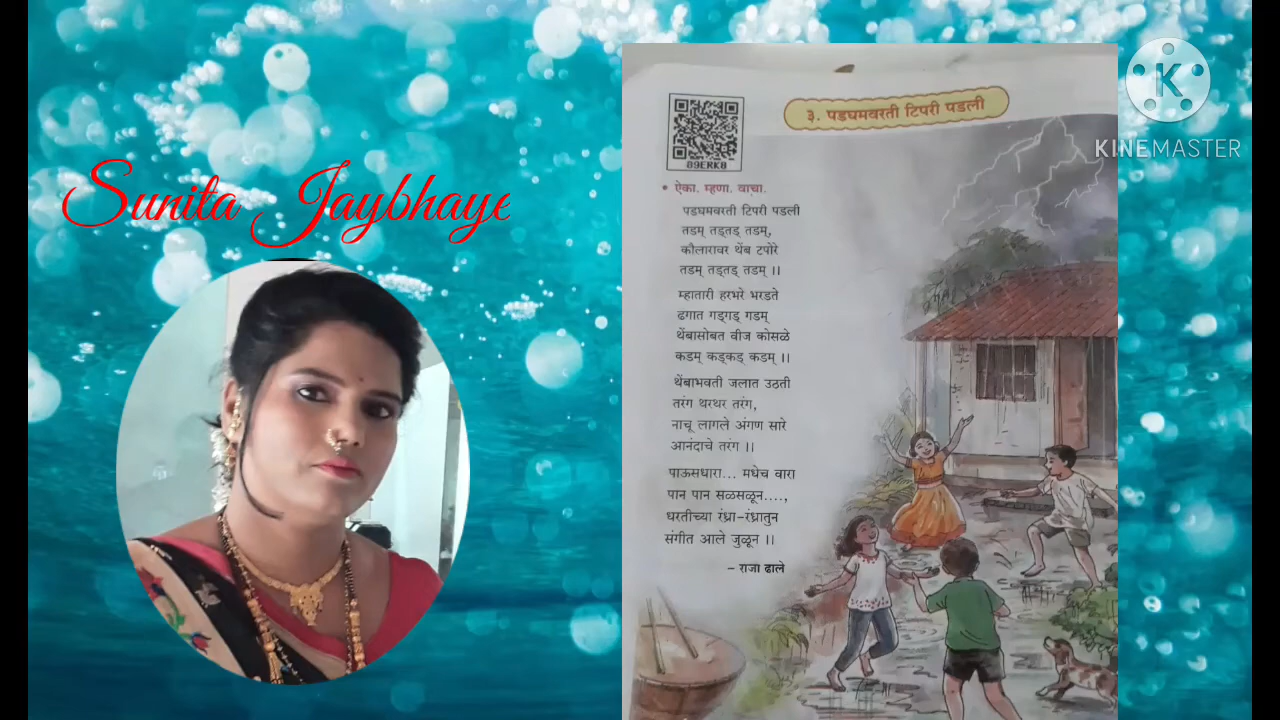 Sunita Jaybhaye
K
KINEMASTER
89ERK8
३. पडघमवरती टिपरी पडली
• ऐका. म्हणा. वाचा.
पडघमवरती टिपरी पडली
तडम् तड्तड् तडम्,
कौलारावर थेंब टपोरे
तडम् तड्तड् तडम् ।।
म्हातारी हरभरे भरडते
ढगात गड्गड् गडम्
थेंबासोबत वीज कोसळे
कडम् कड्कड् कडम् ।।
थेंबाभवती जलात उठती
तरंग थरथर तरंग,
नाचू लागले अंगण सारे
आनंदाचे तरंग ।।
पाऊसधारा... मधेच वारा
पान पान सळसळून....,
धरतीच्या रंध्रा-रंध्रातुन
संगीत आले जुळून ।।
– राजा ढाले